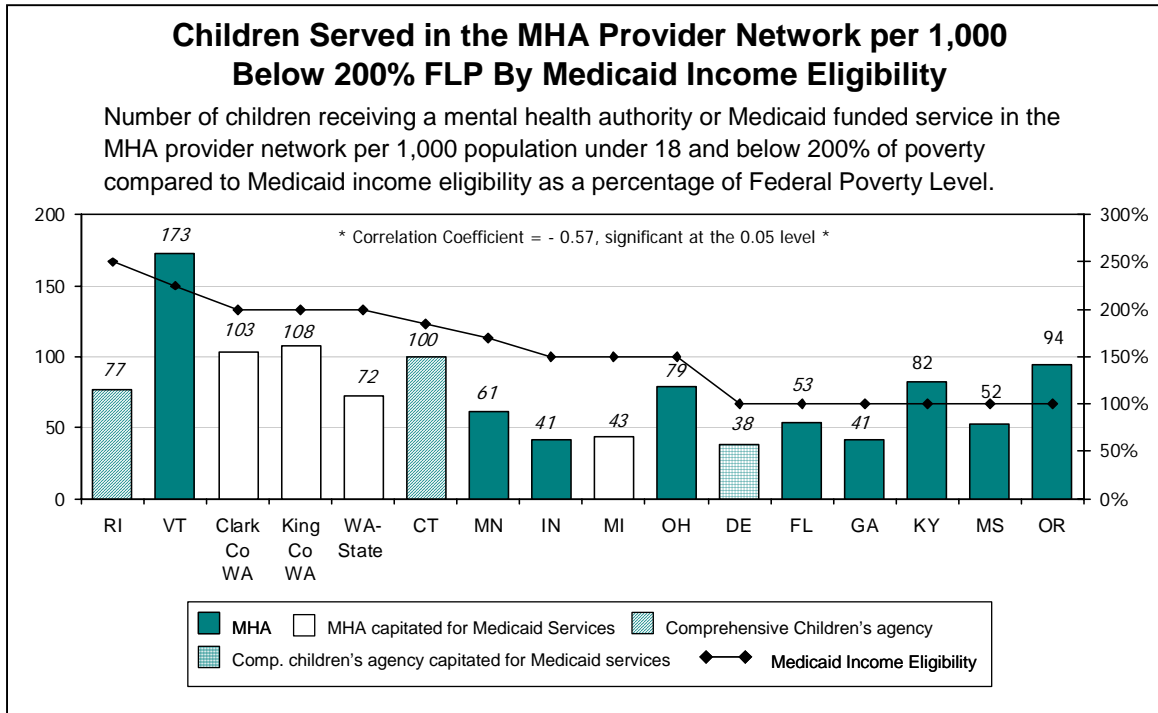 Children Served in the MHA Provider Network per 1,000
Below 200% FLP By Medicaid Income Eligibility
Number of children receiving a mental health authority or Medicaid funded service in the
MHA provider network per 1,000 population under 18 and below 200% of poverty
compared to Medicaid income eligibility as a percentage of Federal Poverty Level.
* Correlation Coefficient = - 0.57, significant at the 0.05 level *
200
150
100
50
0
300%
250%
200%
150%
100%
50%
0%
77
173
103
108
72
100
61
41
43
79
38
53
41
82
52
94
RI
VT
Clark
Co
WA
King
Co
WA
WA-
State
CT
MN
IN
MI
OH
DE
FL
GA
KY
MS
OR
MHA
MHA capitated for Medicaid Services
Comprehensive Children's agency
Comp. children's agency capitated for Medicaid services
Medicaid Income Eligibility